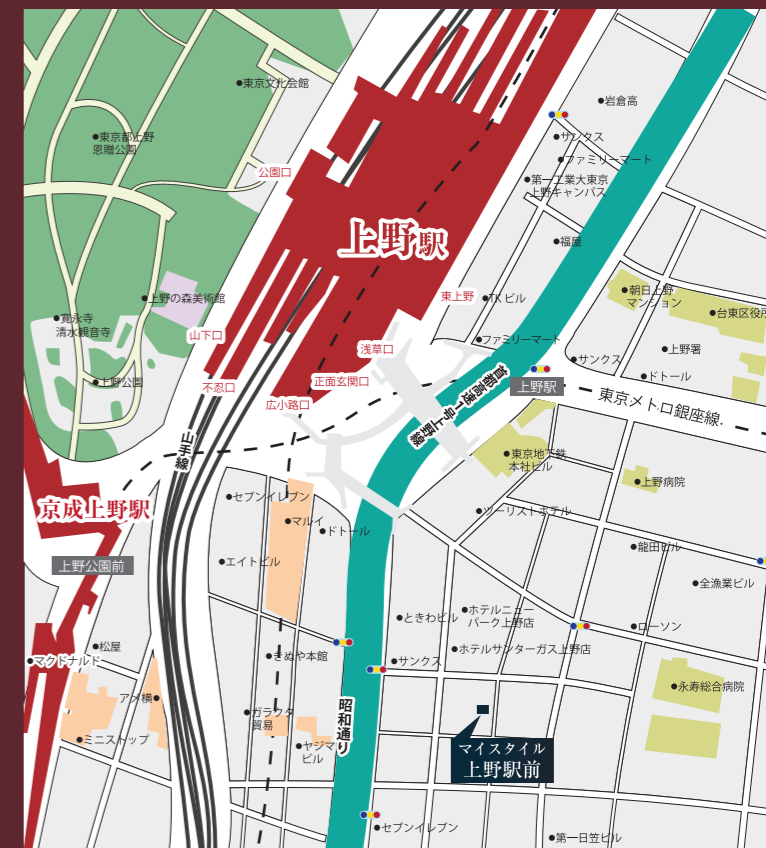 ●東京文化会館
●岩倉高
●東京都上野
恩贈公園
●サンクス
●ファミリーマート
公園口
●第一工業大東京
上野キャンパス
上野駅
●福屋
●上野の森美術館
東上野
●TKビル
●朝日上野
マンション
●台東区役所
●寛永寺
清水観音寺
山下口
浅草口
●ファミリーマート
●上野署
●サンクス
●ドトール
●上野公園
不忍口
正面玄関口
広小路口
首都高速1号上野線
上野駅
東京メトロ銀座線
山手線
●東京地下鉄
本社ビル
●上野病院
京成上野駅
●セブンイレブン
●マルイ
●ドトール
●ツーリストホテル
●龍田ビル
上野公園前
●エイトビル
●全漁業ビル
●ときわビル
●ホテルニュー
パーク上野店
●ローソン
●松屋
●マクドナルド
●きぬや本館
●サンクス
●ホテルサンターガス上野店
アメ横●
●永寿総合病院
●ガラクタ
貿易
昭和通り
●ミニストップ
●ヤジマ
ビル
マイスタイル
上野駅前
●セブンイレブン
●第一日笠ビル